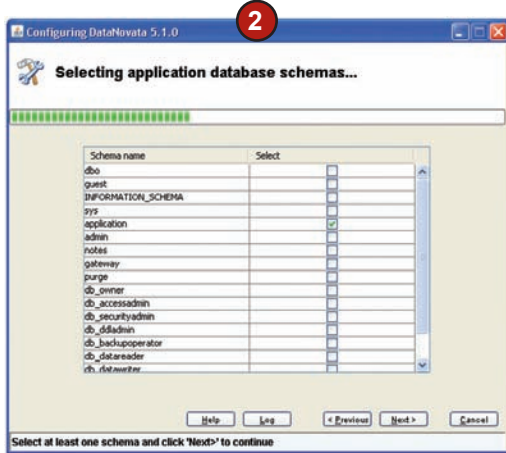 2
Configuring DataNovata 5.1.0
Selecting application database schemas...
Schema name Select
dbo
guest
INFORMATION_SCHEMA
sys
application
admin
notes
gateway
purge
db_owner
db_accessadmin
db_securityadmin
db_ddladmin
db_backupoperator
db_datareader
db_datawriter
Help Log < Previous Next > Cancel
Select at least one schema and click 'Next>' to continue